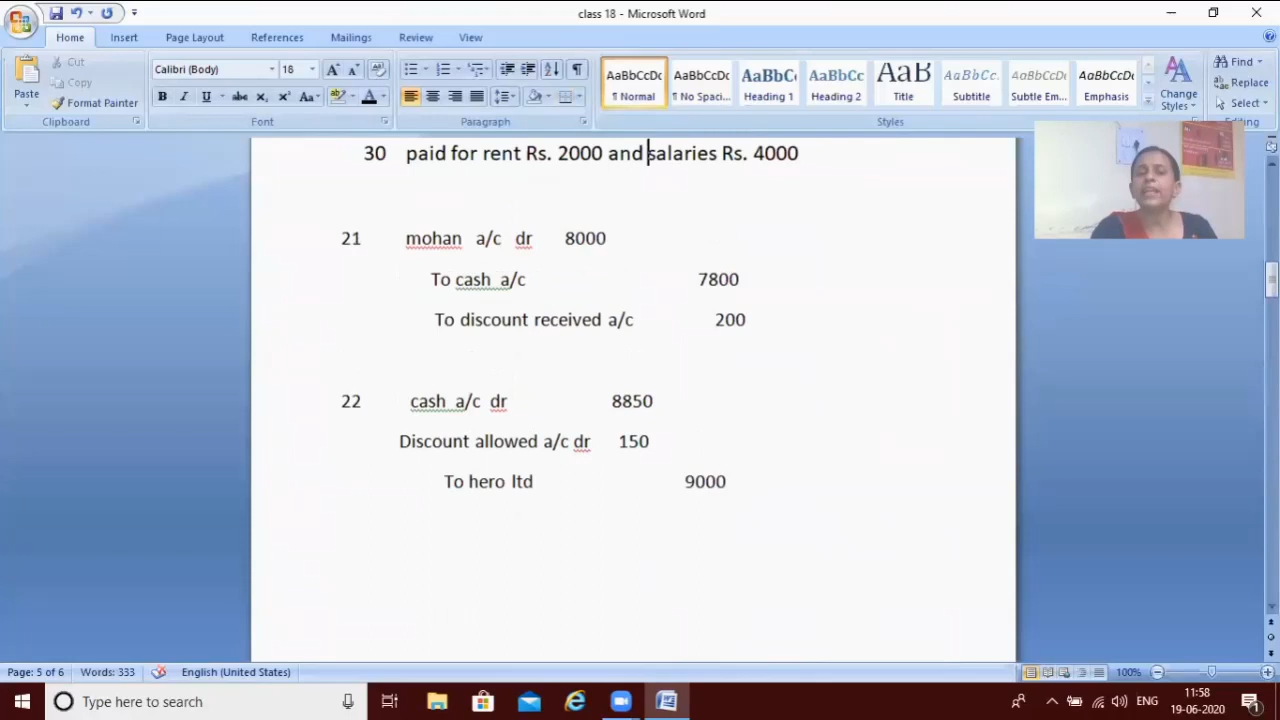 class 18 - Microsoft Word
Home Insert Page Layout References Mailings Review View
Cut
Copy
Paste
Format Painter
Clipboard
Calibri (Body) 18
Font
Paragraph
AaBbCcDc AaBbCcDc AaBbC AaBbCc AaB AaBbCc. AaBbCcDc AaBbCcDc
¶ Normal ¶ No Spaci... Heading 1 Heading 2 Title Subtitle Subtle Em... Emphasis
Styles
Change Styles
Find
Replace
Select
Editing
30 paid for rent Rs. 2000 and salaries Rs. 4000
21 mohan a/c dr 8000
To cash a/c 7800
To discount received a/c 200
22 cash a/c dr 8850
Discount allowed a/c dr 150
To hero ltd 9000
Page: 5 of 6 Words: 333 English (United States) 100%
Type here to search
ENG
11:58
19-06-2020